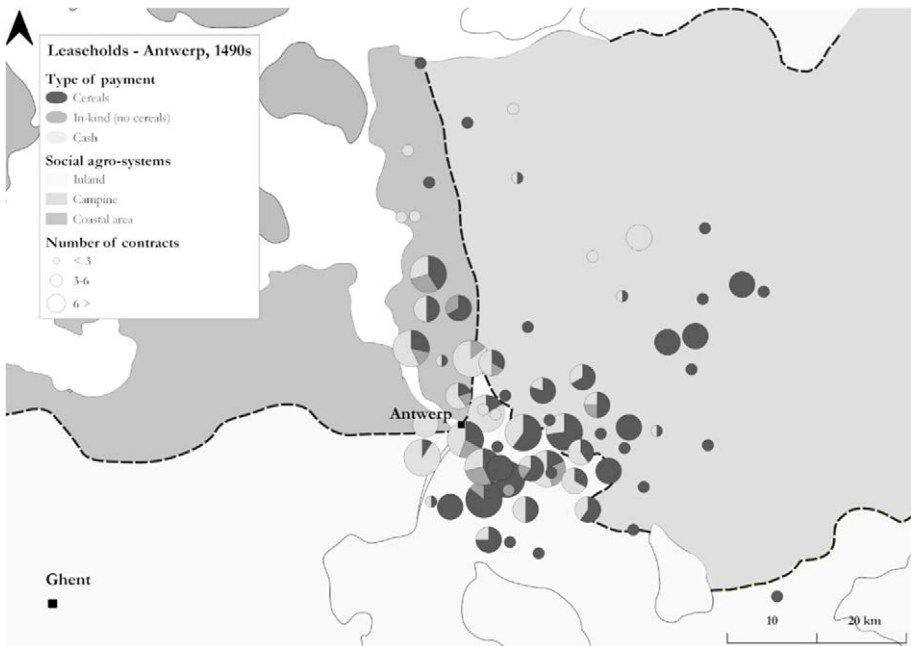 Leaseholds - Antwerp, 1490s
Type of payment
Cereals
In-kind (no cereals)
Cash
Social agro-systems
Inland
Campine
Coastal area
Number of contracts
< 3
3-6
6 >
Antwerp
Ghent
10 20 km